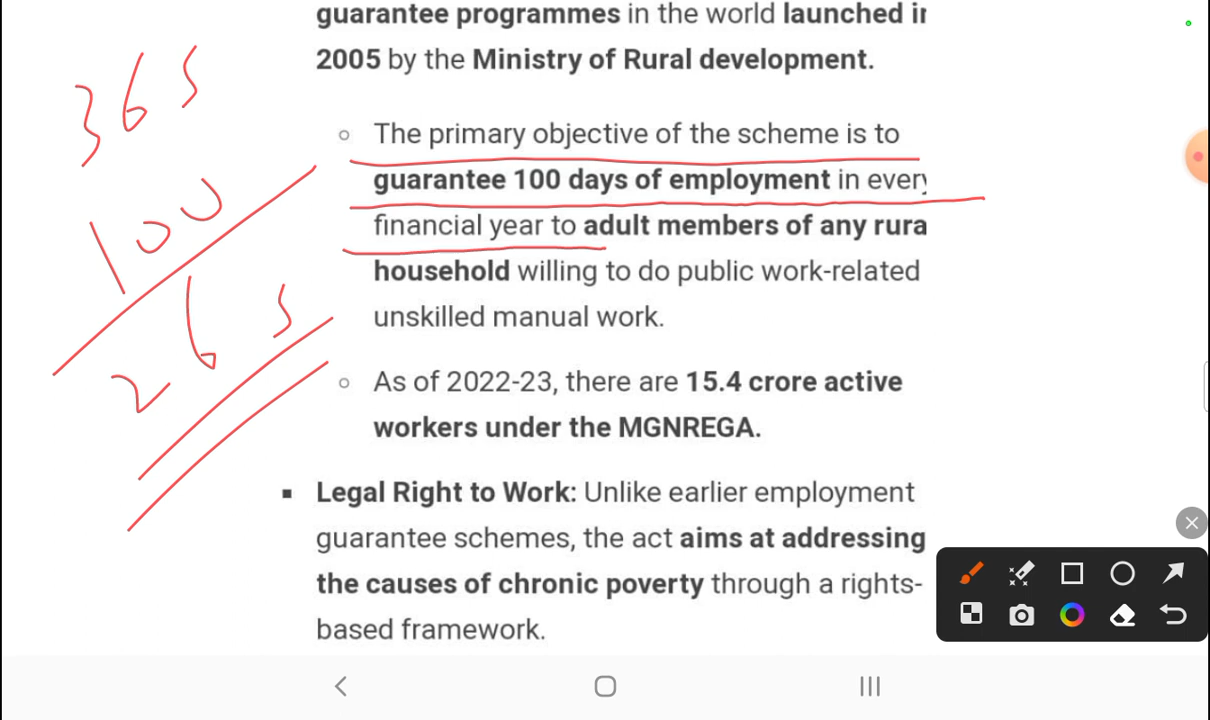 guarantee programmes in the world launched in
2005 by the Ministry of Rural development.
365
The primary objective of the scheme is to
guarantee 100 days of employment in every
100
financial year to adult members of any rura
household willing to do public work-related
unskilled manual work.
265
As of 2022-23, there are 15.4 crore active
workers under the MGNREGA.
Legal Right to Work: Unlike earlier employment
guarantee schemes, the act aims at addressing
the causes of chronic poverty through a rights-
based framework.